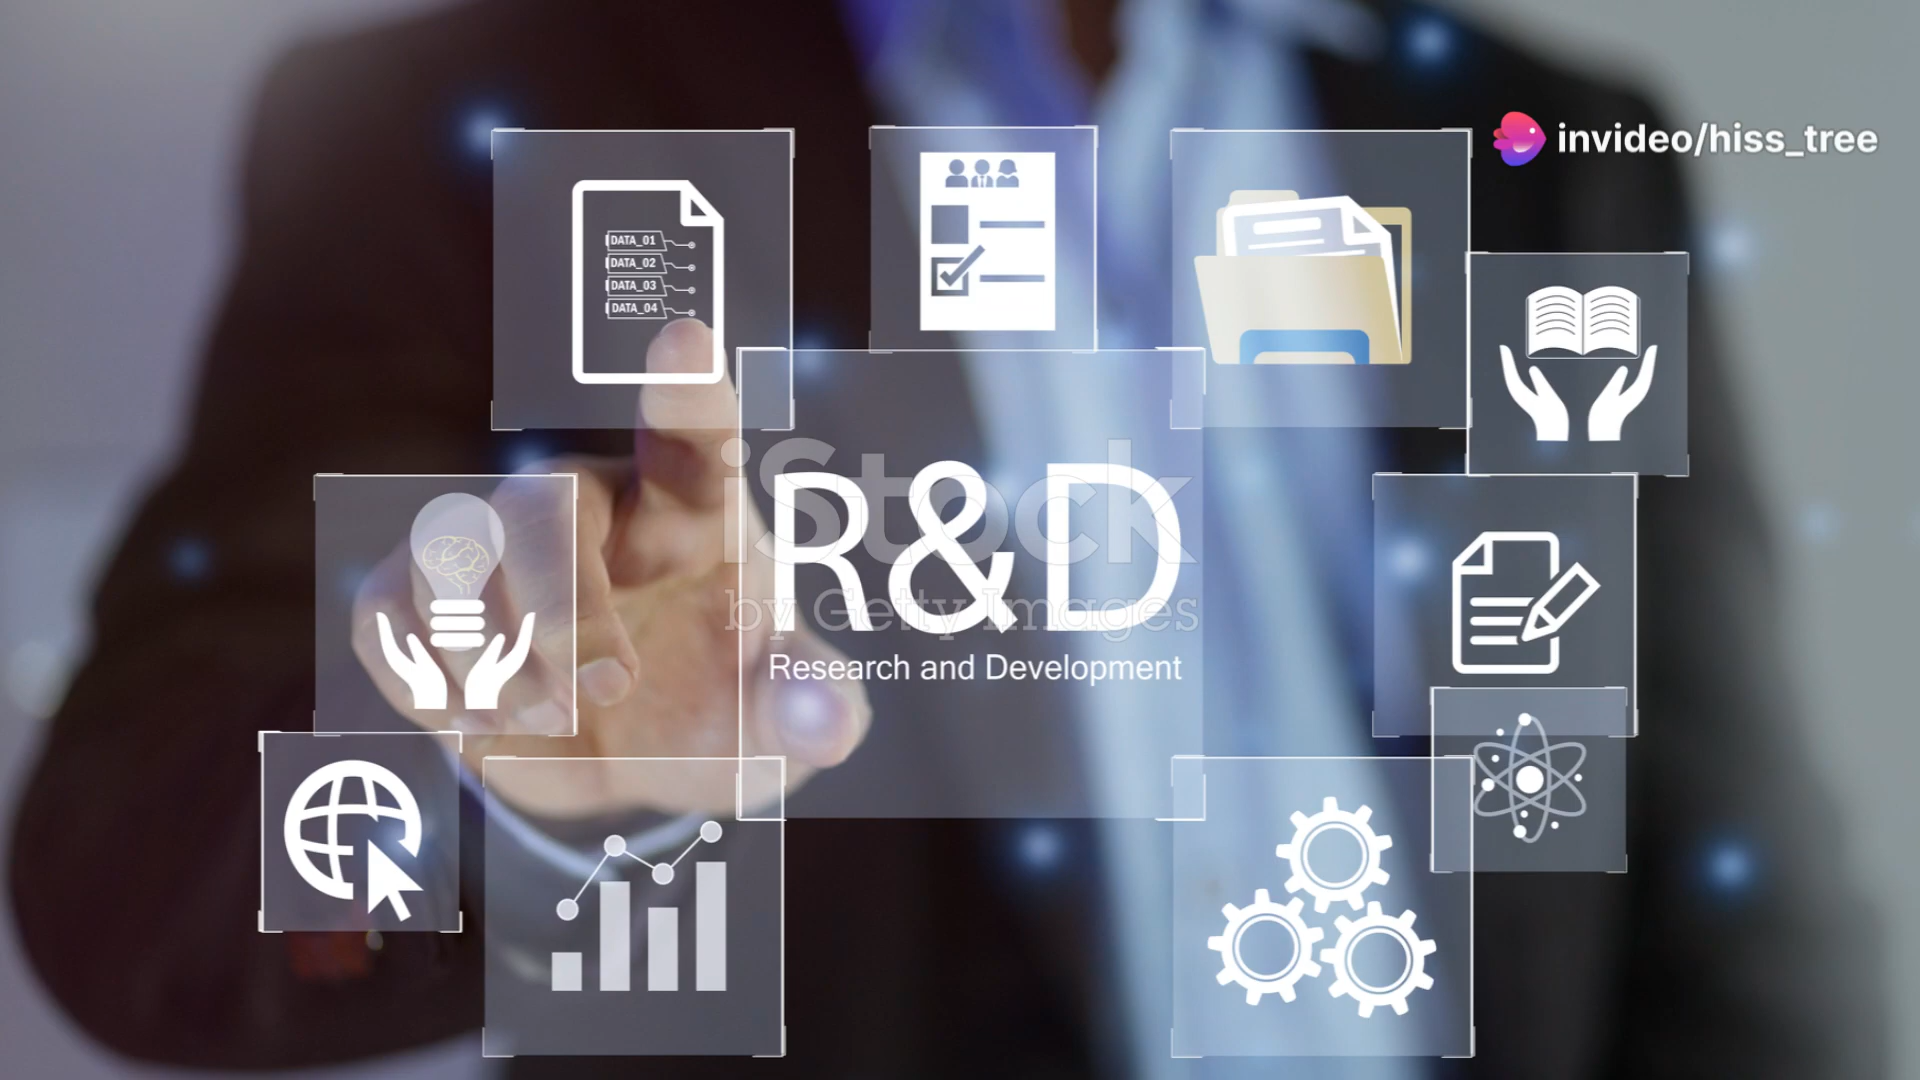 invideo/hiss_tree
DATA_01
DATA_02
DATA_03
DATA_04
iStock
by Getty Images
R&D
Research and Development